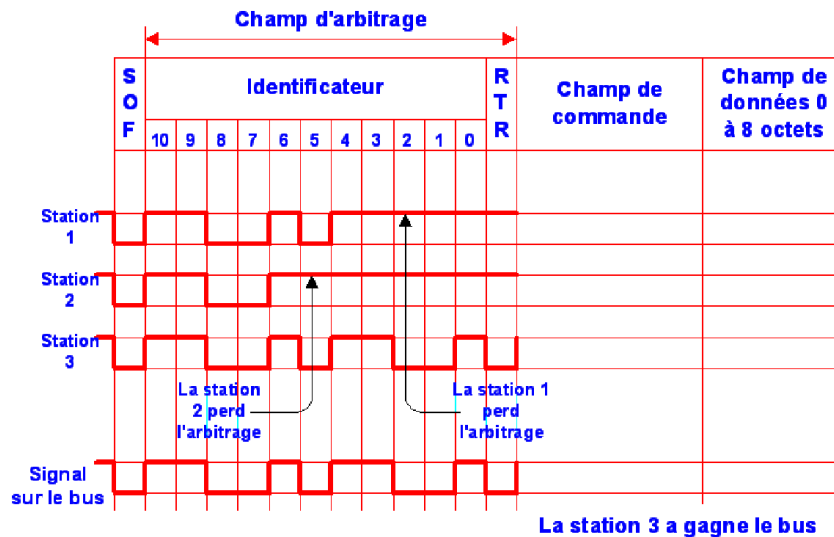 Champ d'arbitrage
S
O
F
Identificateur
R
T
R
Champ de
commande
Champ de
données 0
à 8 octets
10 9 8 7 6 5 4 3 2 1 0
Station
1
Station
2
Station
3
La station
2 perd
l'arbitrage
La station 1
perd
l'arbitrage
Signal
sur le bus
La station 3 a gagne le bus